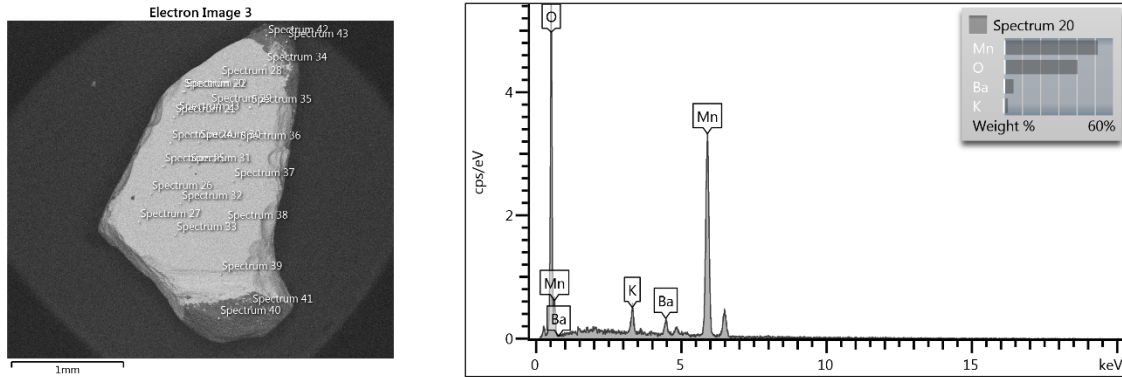 Electron Image 3
Spectrum 42
Spectrum 43
Spectrum 34
Spectrum 28
Spectrum 35
Spectrum 21
Spectrum 36
Spectrum 31
Spectrum 37
Spectrum 26
Spectrum 32
Spectrum 27
Spectrum 38
Spectrum 33
Spectrum 39
Spectrum 41
Spectrum 40
1mm
cps/eV
4
2
0
O
Mn
Ba
K
Ba
Mn
0
5
10
15
keV
Spectrum 20
Mn
O
Ba
K
Weight % 60%